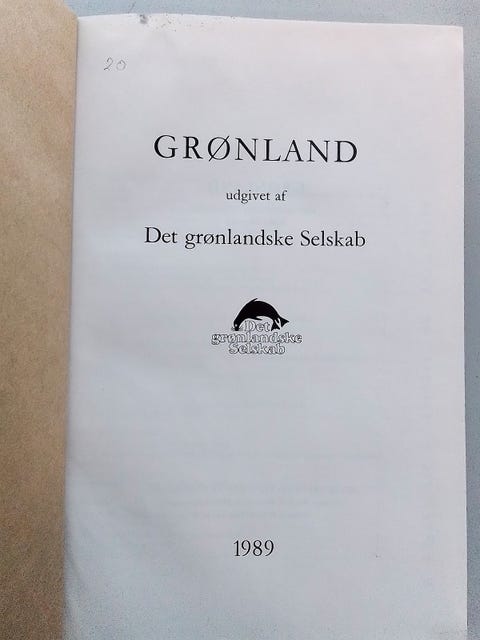 20
GRØNLAND
udgivet af
Det grønlandske Selskab
Det
grønlandske
Selskab
1989